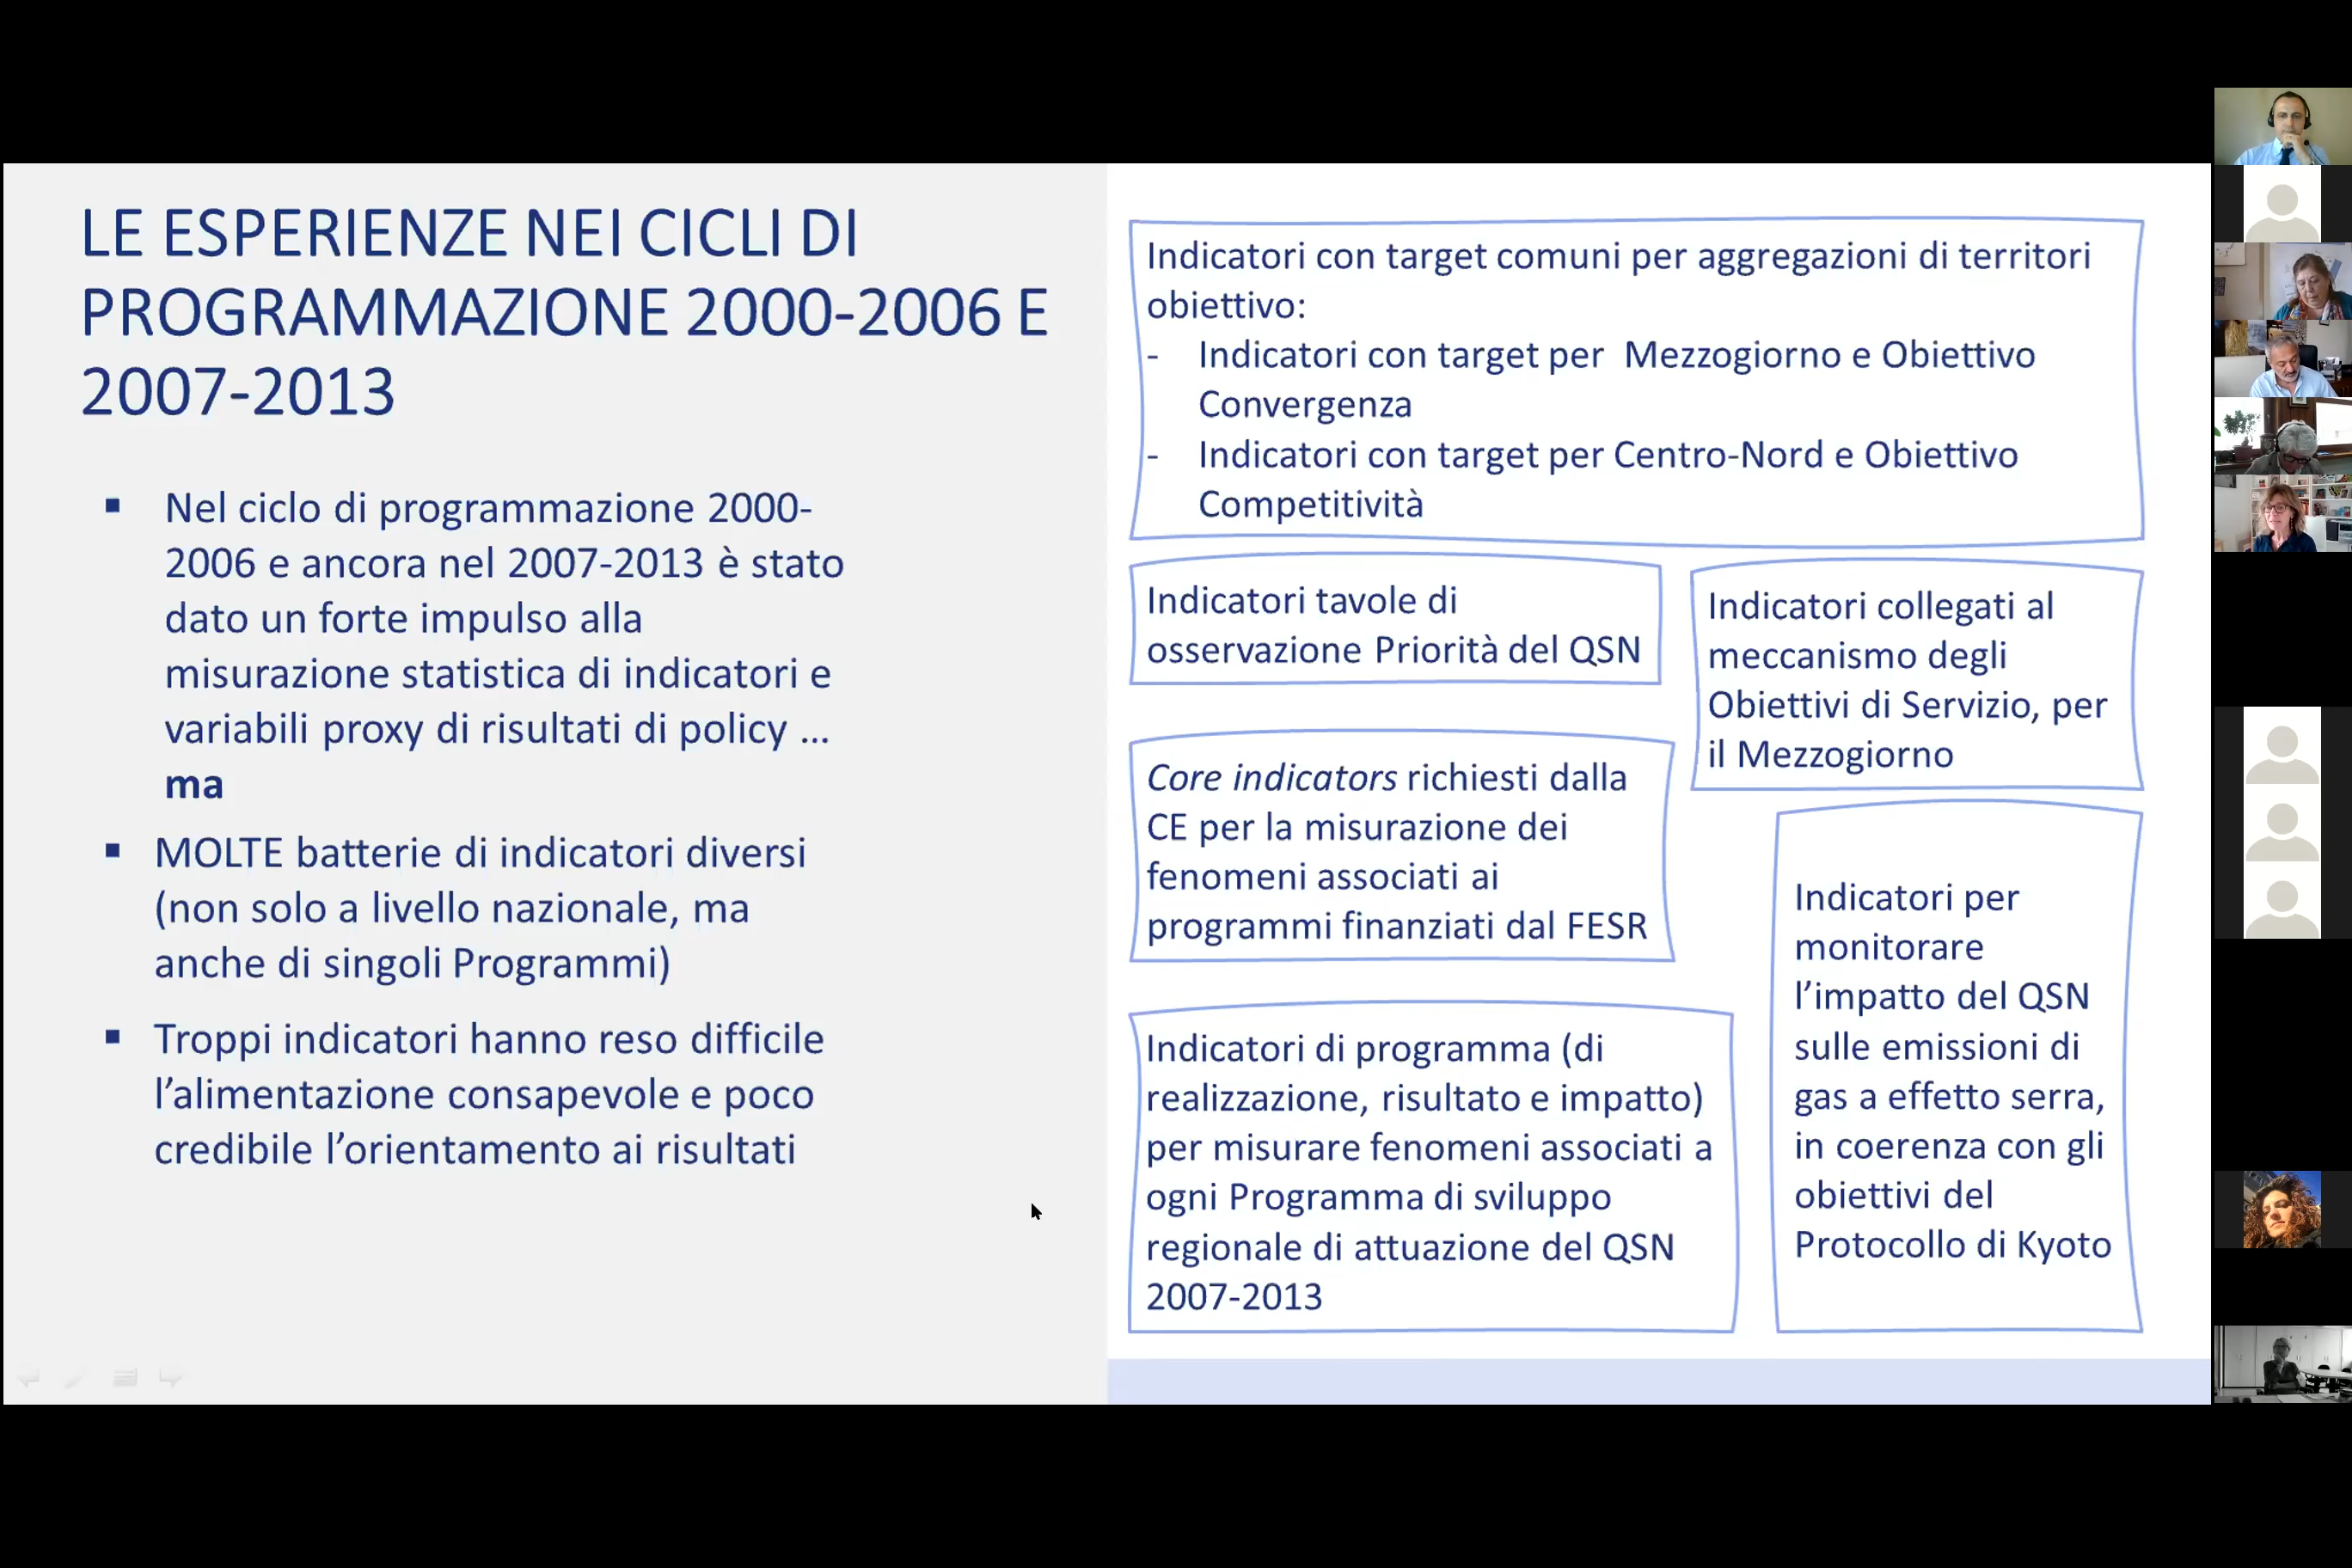 LE ESPERIENZE NEI CICLI DI
PROGRAMMAZIONE 2000-2006 E
2007-2013
▪ Nel ciclo di programmazione 2000-
2006 e ancora nel 2007-2013 è stato
dato un forte impulso alla
misurazione statistica di indicatori e
variabili proxy di risultati di policy …
ma
▪ MOLTE batterie di indicatori diversi
(non solo a livello nazionale, ma
anche di singoli Programmi)
▪ Troppi indicatori hanno reso difficile
l’alimentazione consapevole e poco
credibile l’orientamento ai risultati
Indicatori con target comuni per aggregazioni di territori
obiettivo:
- Indicatori con target per Mezzogiorno e Obiettivo
Convergenza
- Indicatori con target per Centro-Nord e Obiettivo
Competitività
Indicatori tavole di
osservazione Priorità del QSN
Indicatori collegati al
meccanismo degli
Obiettivi di Servizio, per
il Mezzogiorno
Core indicators richiesti dalla
CE per la misurazione dei
fenomeni associati ai
programmi finanziati dal FESR
Indicatori per
monitorare
l’impatto del QSN
sulle emissioni di
gas a effetto serra,
in coerenza con gli
obiettivi del
Protocollo di Kyoto
Indicatori di programma (di
realizzazione, risultato e impatto)
per misurare fenomeni associati a
ogni Programma di sviluppo
regionale di attuazione del QSN
2007-2013